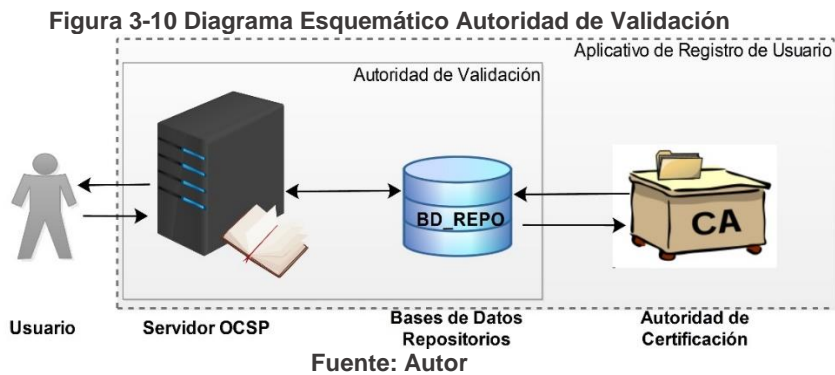 Figura 3-10 Diagrama Esquemático Autoridad de Validación
Aplicativo de Registro de Usuario
Autoridad de Validación
BD_REPO
CA
Usuario
Servidor OCSP
Bases de Datos
Repositorios
Autoridad de
Certificación
Fuente: Autor